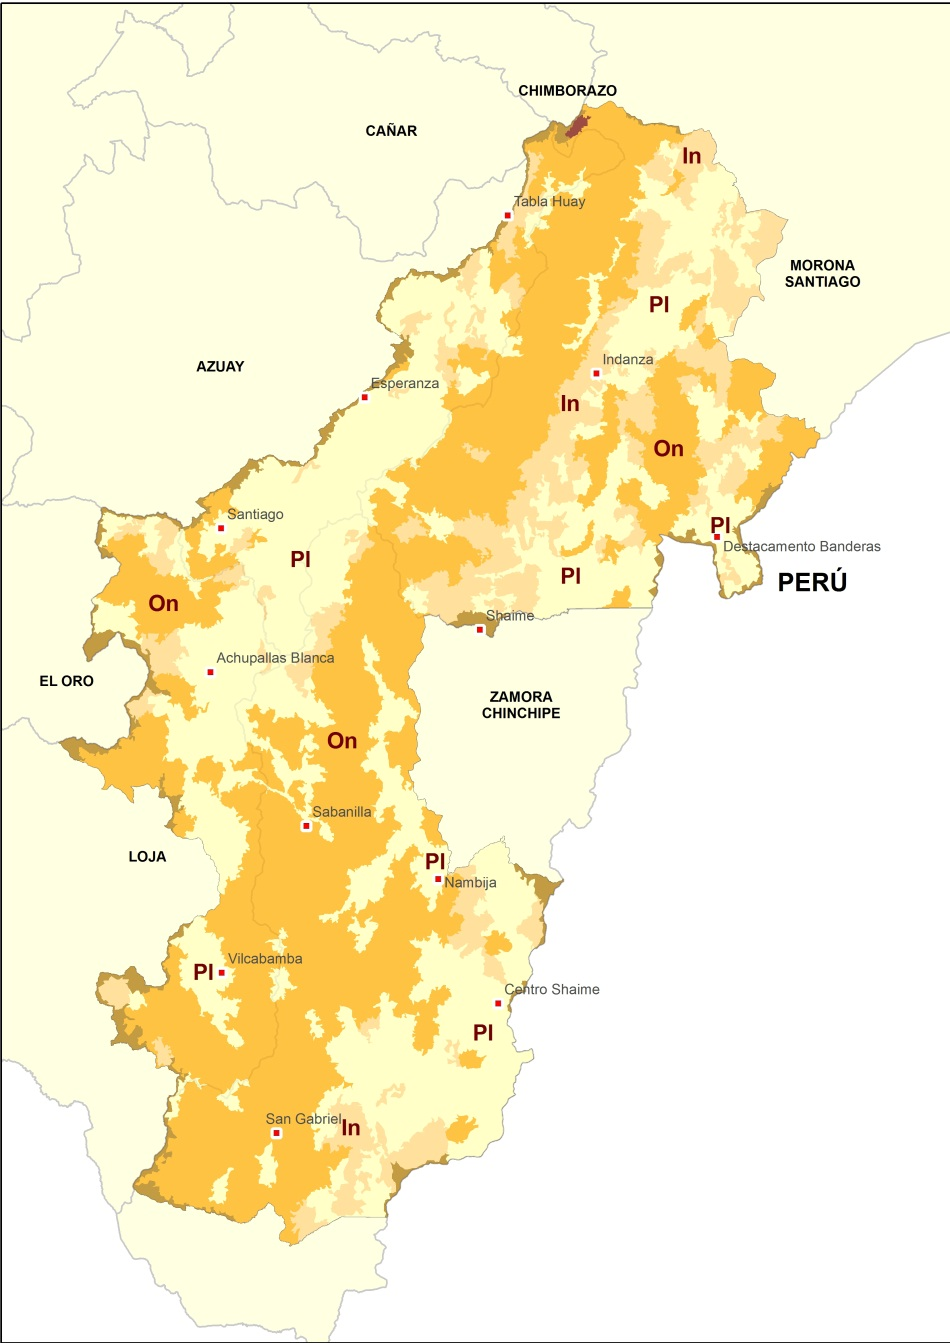 CHIMBORAZO
CAÑAR
In
Tabla Huay
MORONA
SANTIAGO
Pl
AZUAY
Indanza
Esperanza
In
On
Santiago
Pl
Destacamento Banderas
Pl
Pl
PERÚ
On
Shaime
Achupallas Blanca
EL ORO
ZAMORA
CHINCHIPE
On
Sabanilla
LOJA
Pl
Nambija
Vilcabamba
Pl
Centro Shaime
Pl
San Gabriel
In